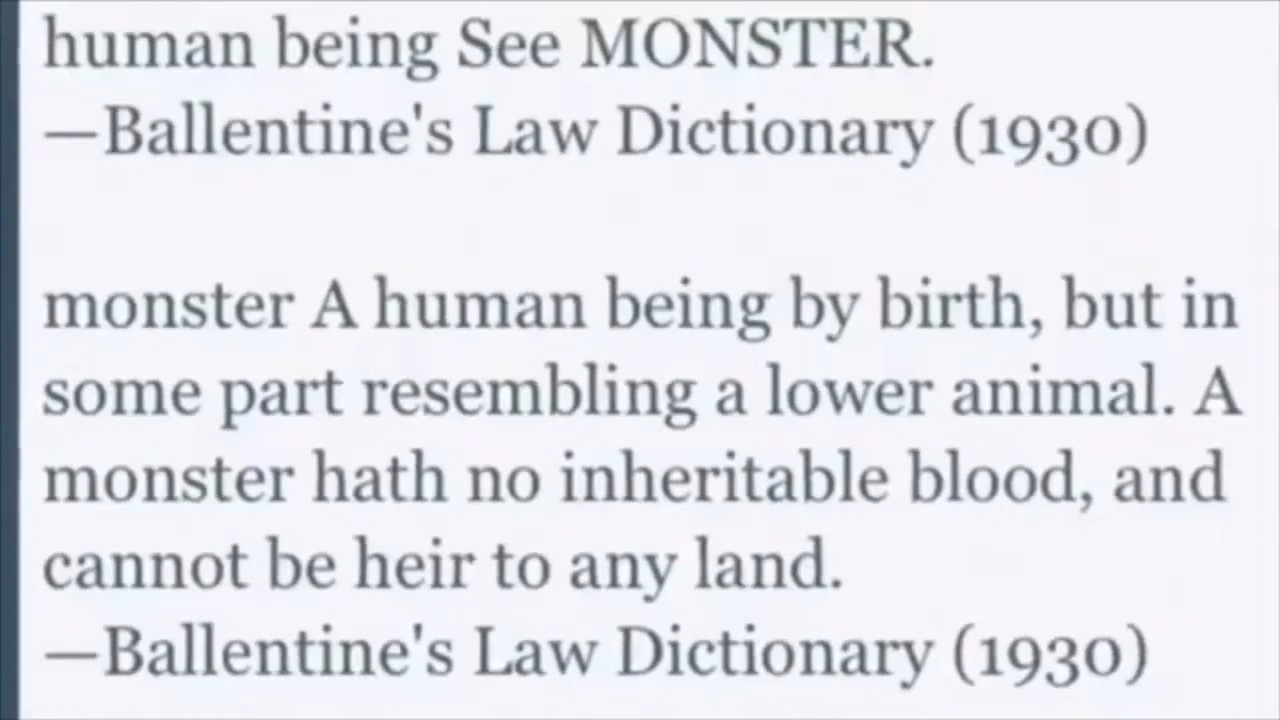 human being See MONSTER.
—Ballentine's Law Dictionary (1930)
monster A human being by birth, but in
some part resembling a lower animal. A
monster hath no inheritable blood, and
cannot be heir to any land.
—Ballentine's Law Dictionary (1930)